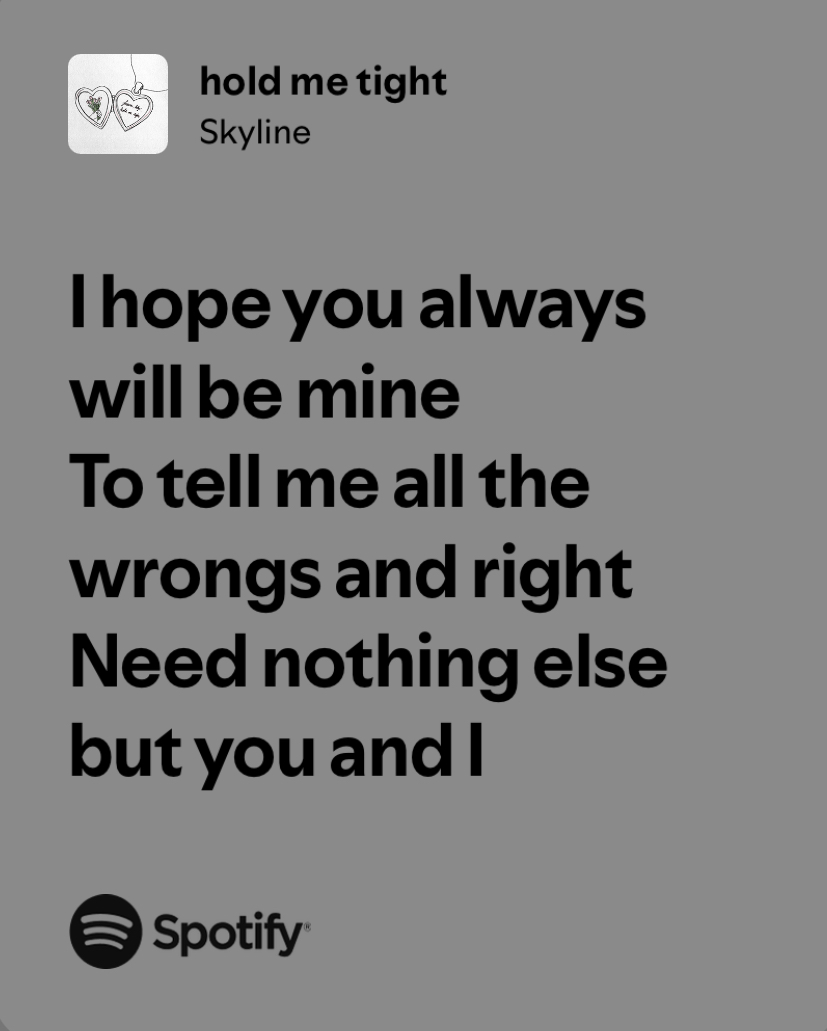 hold me tight
Skyline
I hope you always
will be mine
To tell me all the
wrongs and right
Need nothing else
but you and I
Spotify®